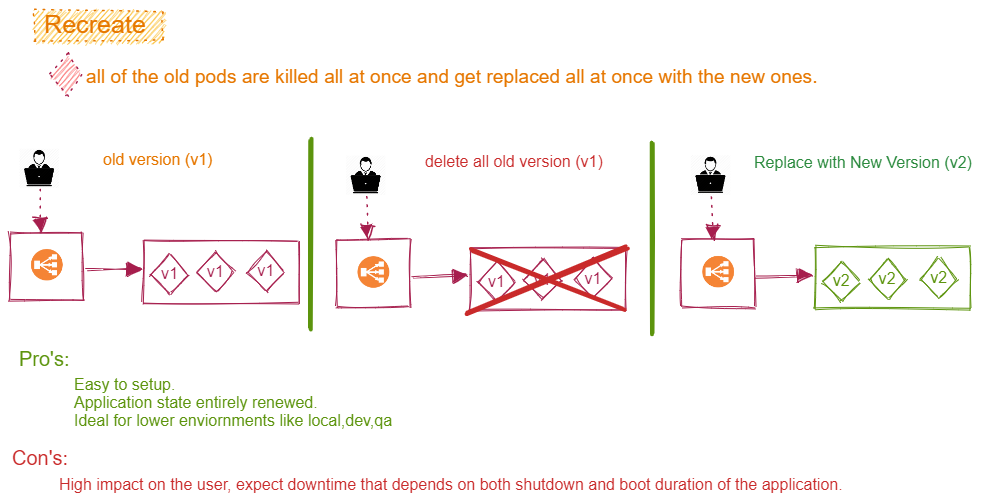 Recreate
all of the old pods are killed all at once and get replaced all at once with the new ones.
old version (v1)
delete all old version (v1)
Replace with New Version (v2)
v1 v1 v1
v1 v1 v1
v2 v2 v2
Pro's:
Easy to setup.
Application state entirely renewed.
Ideal for lower enviornments like local,dev,qa
Con's:
High impact on the user, expect downtime that depends on both shutdown and boot duration of the application.